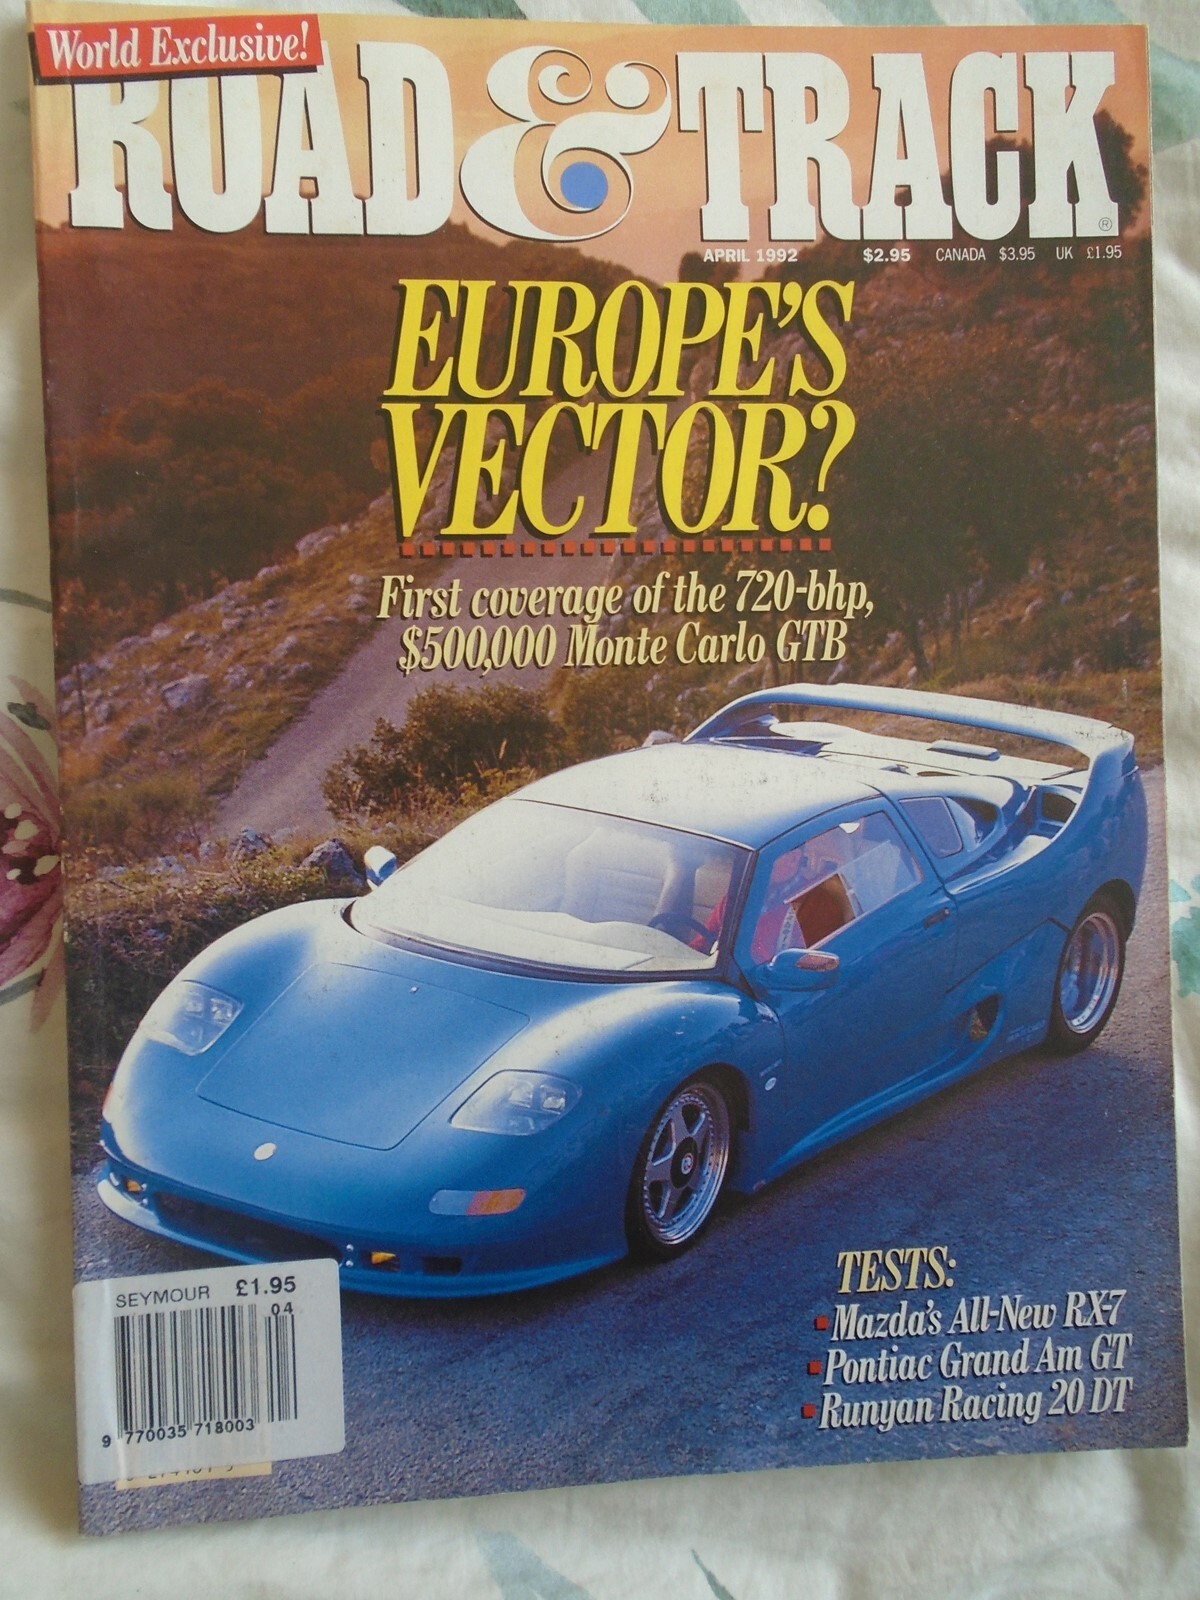 World Exclusive!
ROAD & TRACK
®
APRIL 1992 $2.95 CANADA $3.95 UK £1.95
EUROPE'S
VECTOR?
First coverage of the 720-bhp,
$500,000 Monte Carlo GTB
TESTS:
Mazda's All-New RX-7
Pontiac Grand Am GT
Runyan Racing 20 DT
SEYMOUR £1.95
04
9 770035 718003